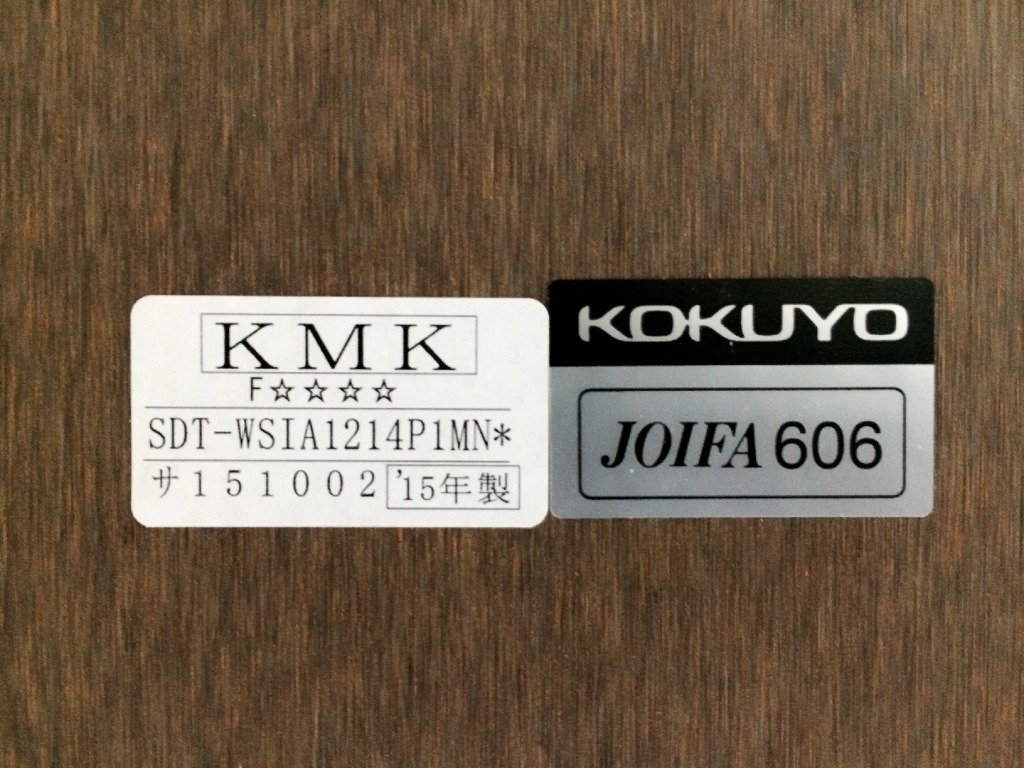 KMK
F☆☆☆☆
SDT-WSIA1214P1MN*
サ151002 '15年製
KOKUYO
JOIFA 606